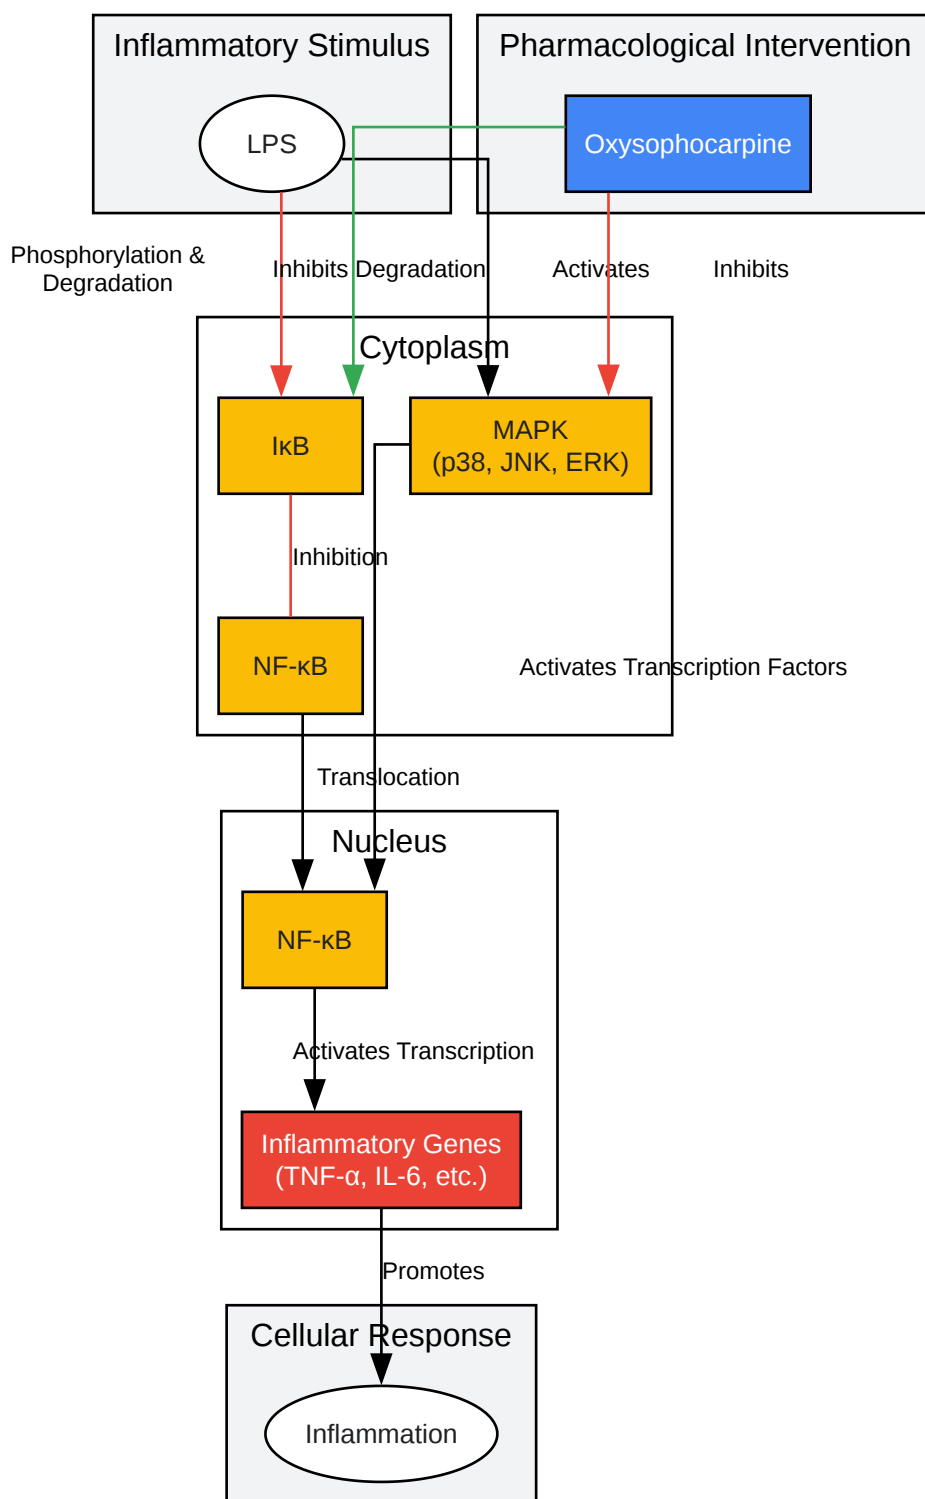 Inflammatory Stimulus
Pharmacological Intervention
LPS
Oxysophocarpine
Phosphorylation &
Degradation
Inhibits Degradation
Activates
Inhibits
Cytoplasm
IκB
MAPK
(p38, JNK, ERK)
Inhibition
NF-κB
Activates Transcription Factors
Translocation
Nucleus
NF-κB
Activates Transcription
Inflammatory Genes
(TNF-α, IL-6, etc.)
Promotes
Cellular Response
Inflammation